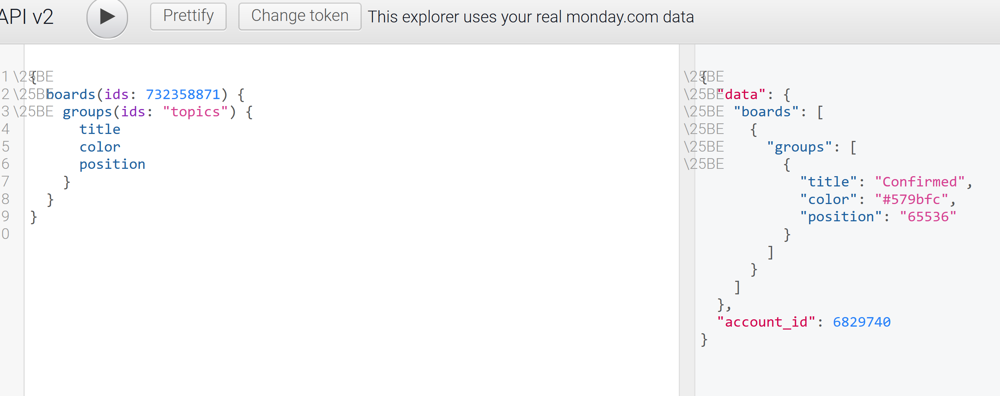 API v2 Prettify Change token This explorer uses your real monday.com data
1 \25BE {
2 \25BE boards(ids: 732358871) {
3 \25BE groups(ids: "topics") {
4 title
5 color
6 position
7 }
8 }
9 }
0
\25BE {
\25BE "data": {
\25BE "boards": [
\25BE {
\25BE "groups": [
\25BE {
"title": "Confirmed",
"color": "#579bfc",
"position": "65536"
}
]
}
]
},
"account_id": 6829740
}